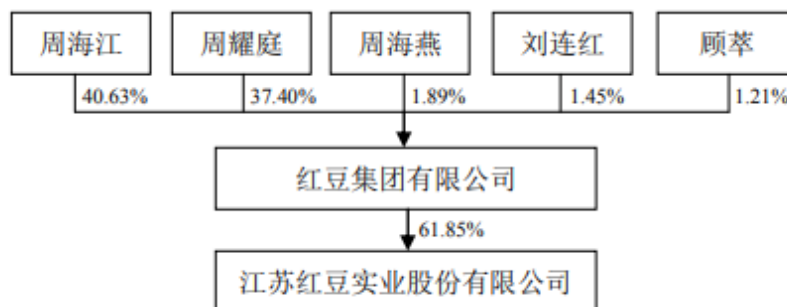 周海江 周耀庭 周海燕 刘连红 顾萃
40.63% 37.40% 1.89% 1.45% 1.21%
红豆集团有限公司
61.85%
江苏红豆实业股份有限公司